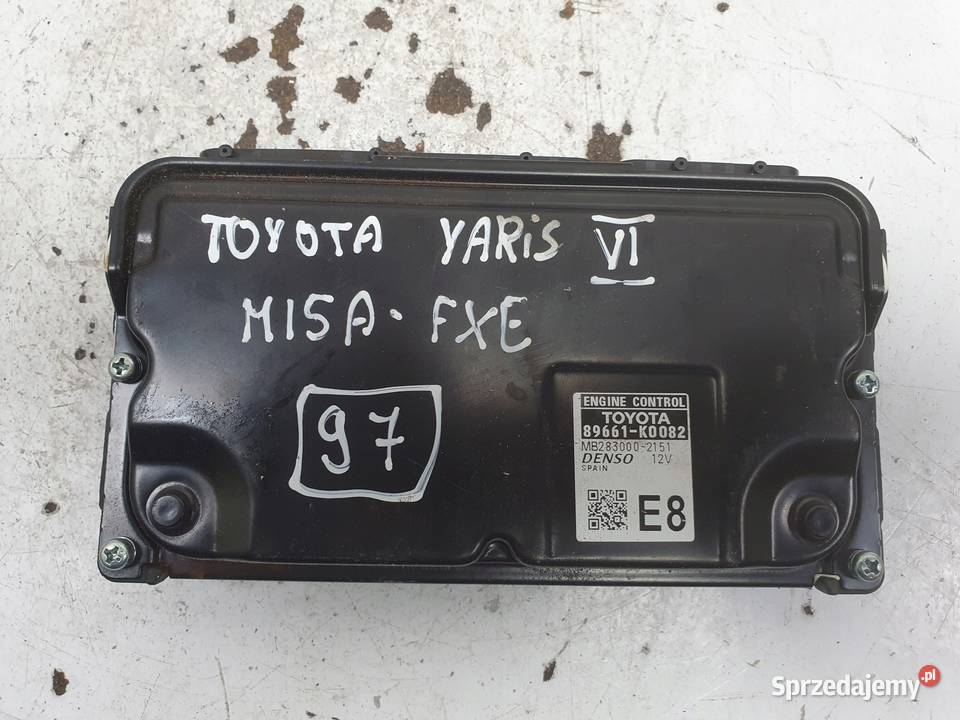 TOYOTA YARiS VI
M15A-FXE
97
ENGINE CONTROL
TOYOTA
89661-K0082
MB283000-2151
DENSO 12V
SPAIN
E8
Sprzedajemy.pl